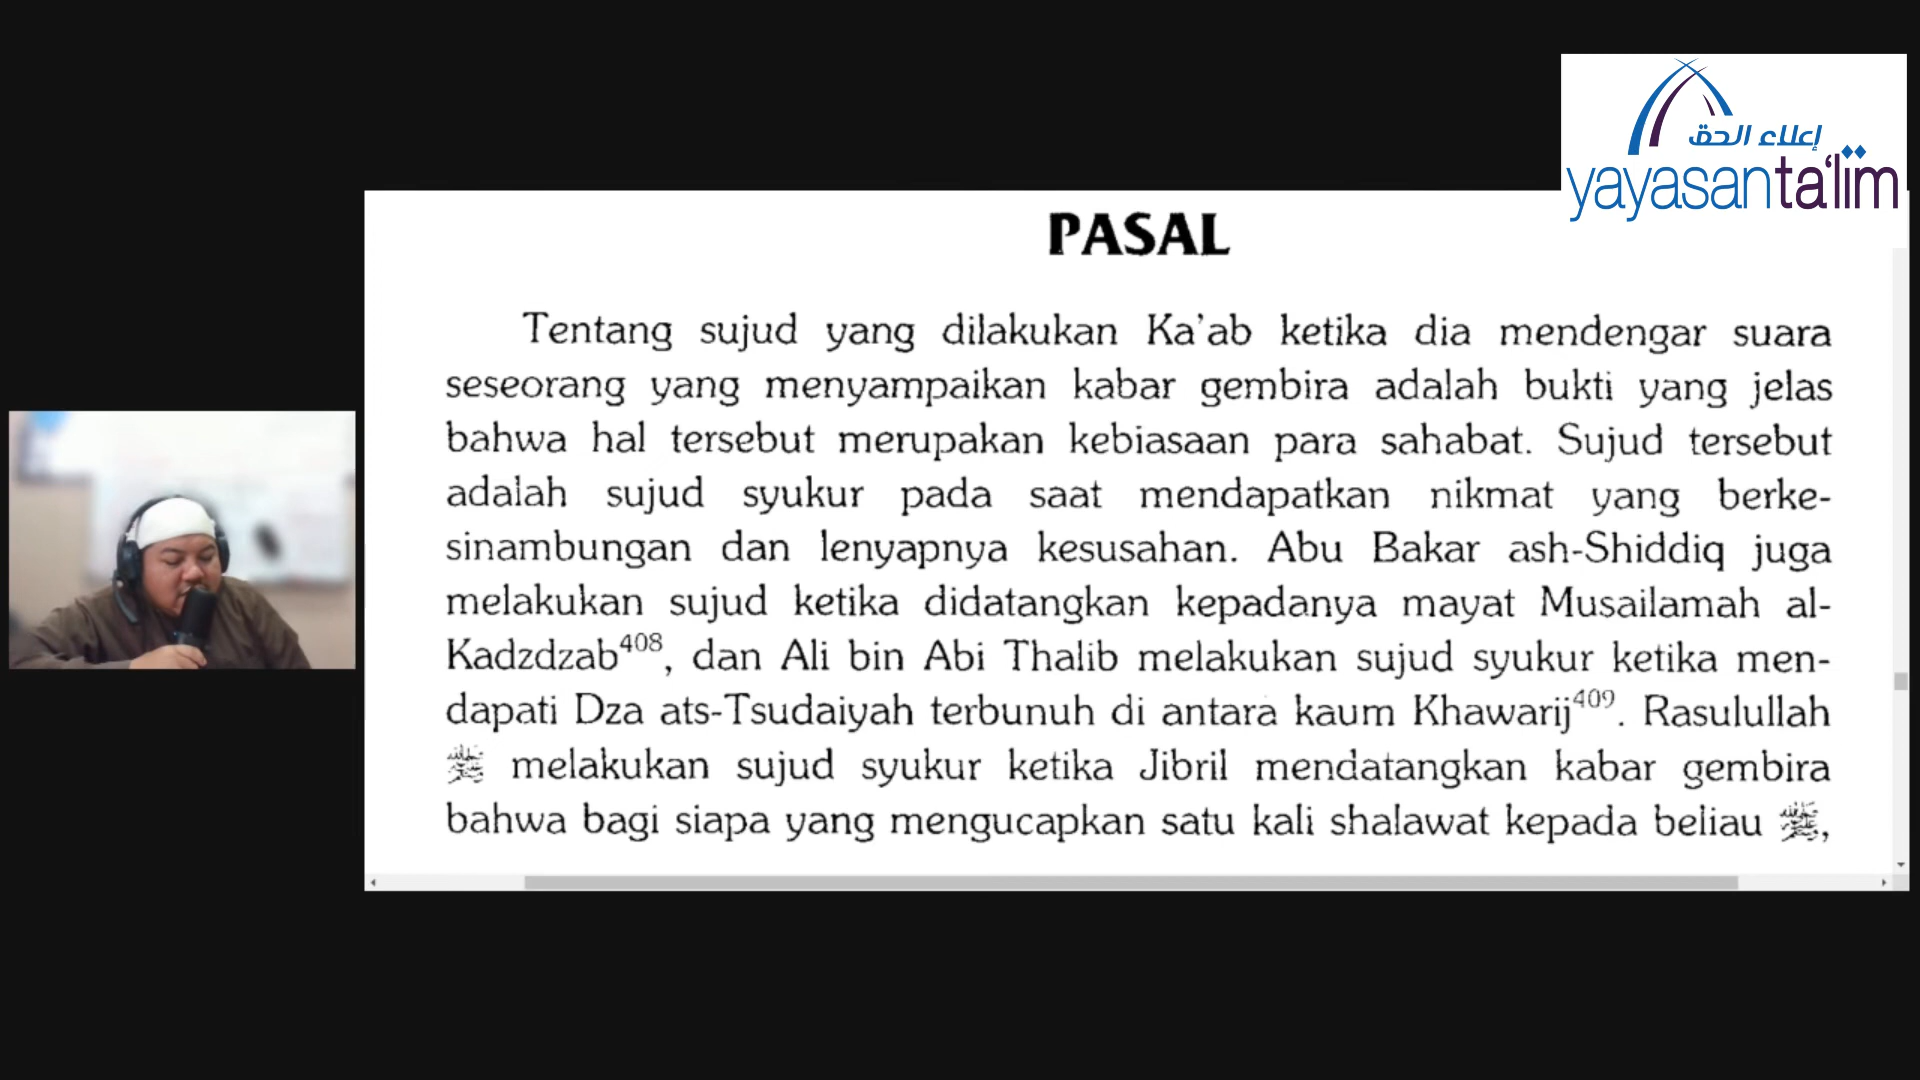 إعلاء الحق
yayasanta'lim
PASAL
Tentang sujud yang dilakukan Ka'ab ketika dia mendengar suara
seseorang yang menyampaikan kabar gembira adalah bukti yang jelas
bahwa hal tersebut merupakan kebiasaan para sahabat. Sujud tersebut
adalah sujud syukur pada saat mendapatkan nikmat yang berke-
sinambungan dan lenyapnya kesusahan. Abu Bakar ash-Shiddiq juga
melakukan sujud ketika didatangkan kepadanya mayat Musailamah al-
Kadzdzab408, dan Ali bin Abi Thalib melakukan sujud syukur ketika men-
dapati Dza ats-Tsudaiyah terbunuh di antara kaum Khawarij409. Rasulullah
ﷺ melakukan sujud syukur ketika Jibril mendatangkan kabar gembira
bahwa bagi siapa yang mengucapkan satu kali shalawat kepada beliau ﷺ,